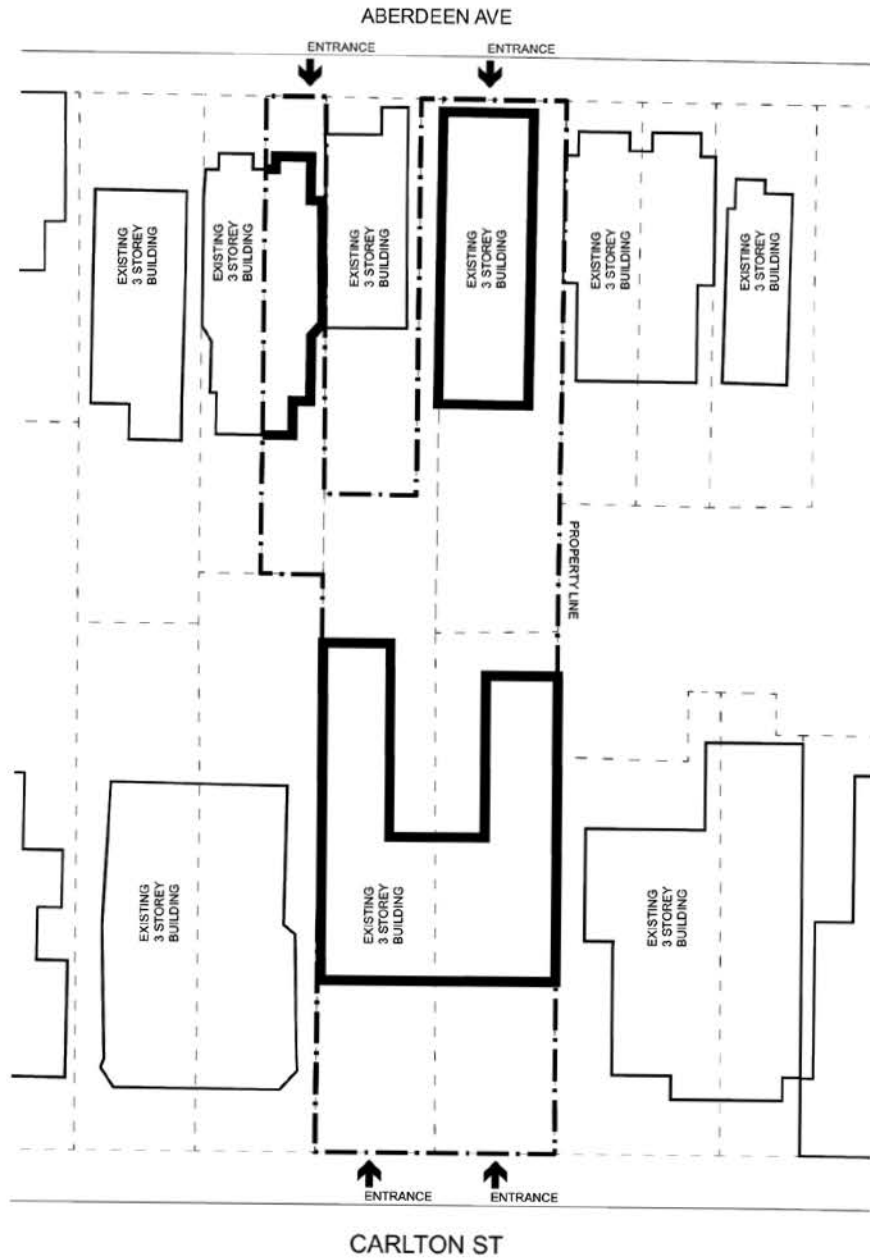 ABERDEEN AVE
ENTRANCE
ENTRANCE
EXISTING
3 STOREY
BUILDING
EXISTING
3 STOREY
BUILDING
EXISTING
3 STOREY
BUILDING
EXISTING
3 STOREY
BUILDING
EXISTING
3 STOREY
BUILDING
EXISTING
3 STOREY
BUILDING
PROPERTY LINE
EXISTING
3 STOREY
BUILDING
EXISTING
3 STOREY
BUILDING
EXISTING
3 STOREY
BUILDING
ENTRANCE
ENTRANCE
CARLTON ST